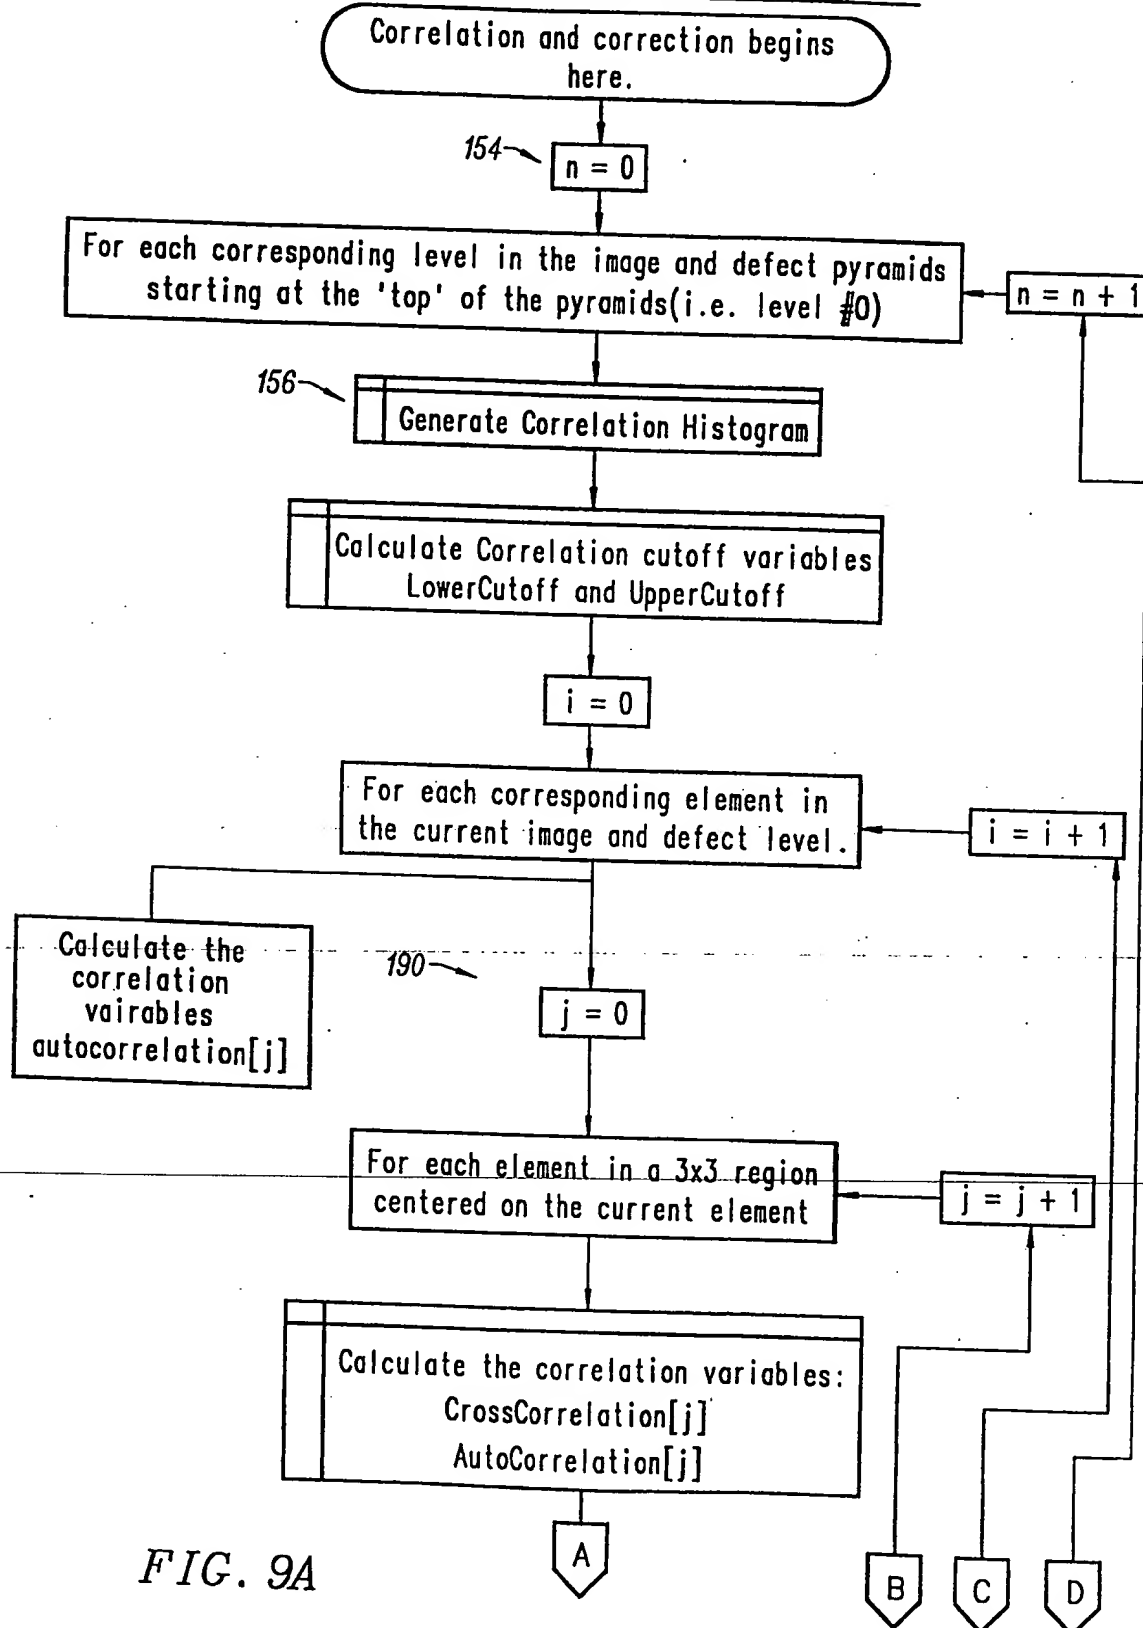 Correlation and correction begins
here.
154
n = 0
For each corresponding level in the image and defect pyramids
starting at the 'top' of the pyramids(i.e. level #0)
n = n + 1
156
Generate Correlation Histogram
Calculate Correlation cutoff variables
LowerCutoff and UpperCutoff
i = 0
For each corresponding element in
the current image and defect level.
i = i + 1
Calculate the
correlation
vairables
autocorrelation[j]
190
j = 0
For each element in a 3x3 region
centered on the current element
j = j + 1
Calculate the correlation variables:
CrossCorrelation[j]
AutoCorrelation[j]
A
B
C
D
FIG. 9A